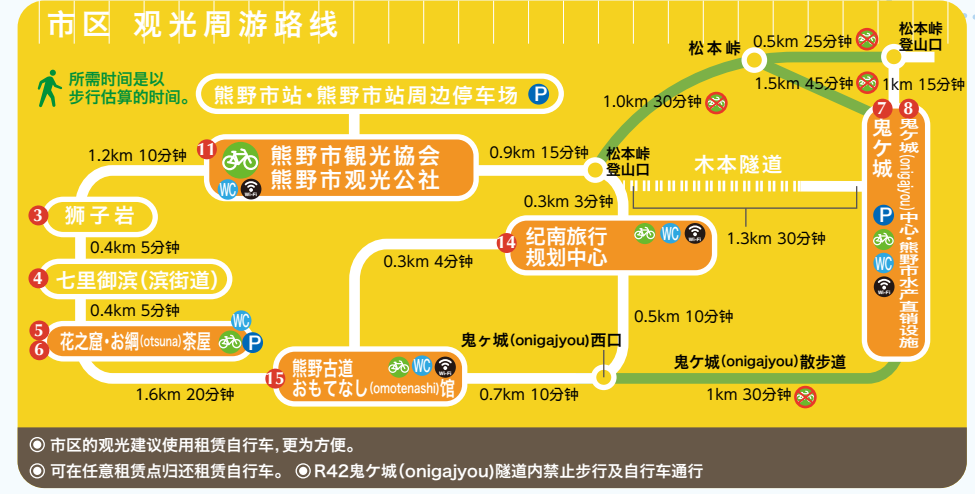 市区 观光周游路线
所需时间是以
步行估算的时间。
熊野市站・熊野市站周边停车场 P
松本峠
0.5km 25分钟
松本峠
登山口
1.5km 45分钟
1km 15分钟
1.0km 30分钟
1.2km 10分钟
11
熊野市観光協会
熊野市观光公社
WC
Wi-Fi
0.9km 15分钟
松本峠
登山口
木本隧道
7
鬼ケ城
8
鬼ケ城(onigajyou)中心・熊野市水产直销设施
P
WC
Wi-Fi
3
狮子岩
0.3km 3分钟
14
纪南旅行
规划中心
WC
Wi-Fi
1.3km 30分钟
0.4km 5分钟
0.3km 4分钟
4
七里御滨(滨街道)
0.4km 5分钟
0.5km 10分钟
5
6
花之窟・お綱(otsuna)茶屋
WC
P
鬼ヶ城(onigajyou)西口
15
熊野古道
おもてなし(omotenashi)馆
WC
Wi-Fi
鬼ケ城(onigajyou)散步道
1.6km 20分钟
0.7km 10分钟
1km 30分钟
◉ 市区的观光建议使用租赁自行车,更为方便。
◉ 可在任意租赁点归还租赁自行车。 ◉ R42鬼ケ城(onigajyou)隧道内禁止步行及自行车通行